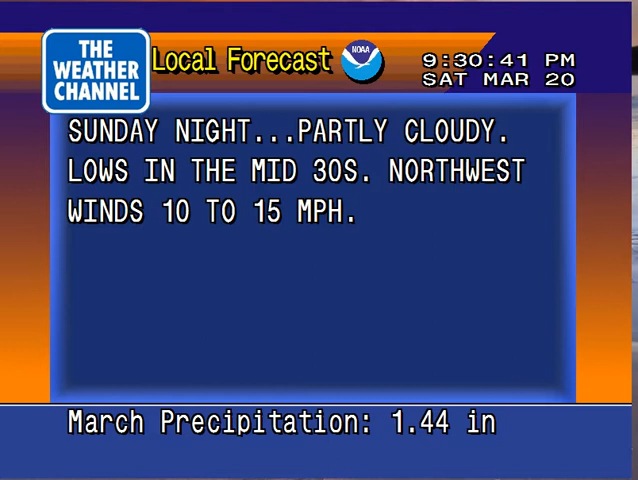 THE
WEATHER
CHANNEL
Local Forecast
NOAA
9:30:41 PM
SAT MAR 20
SUNDAY NIGHT...PARTLY CLOUDY.
LOWS IN THE MID 30S. NORTHWEST
WINDS 10 TO 15 MPH.
March Precipitation: 1.44 in